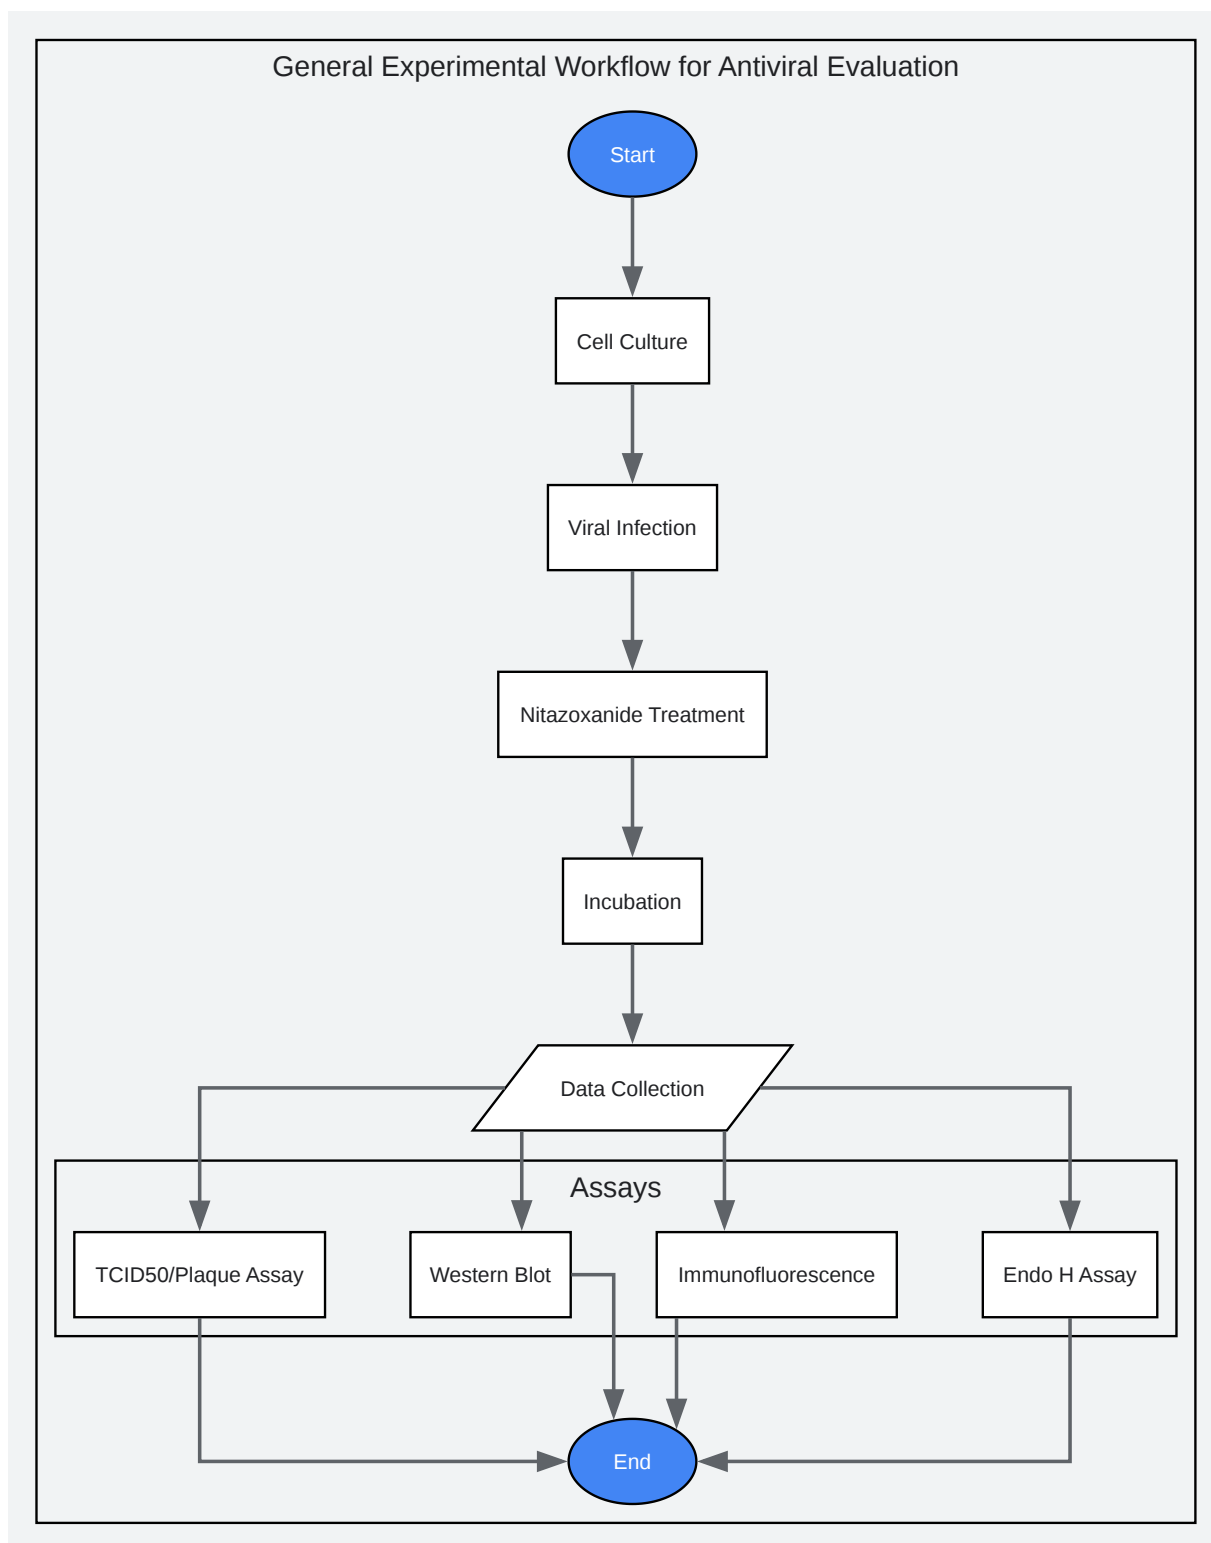 General Experimental Workflow for Antiviral Evaluation
Start
Cell Culture
Viral Infection
Nitazoxanide Treatment
Incubation
Data Collection
Assays
TCID50/Plaque Assay
Western Blot
Immunofluorescence
Endo H Assay
End